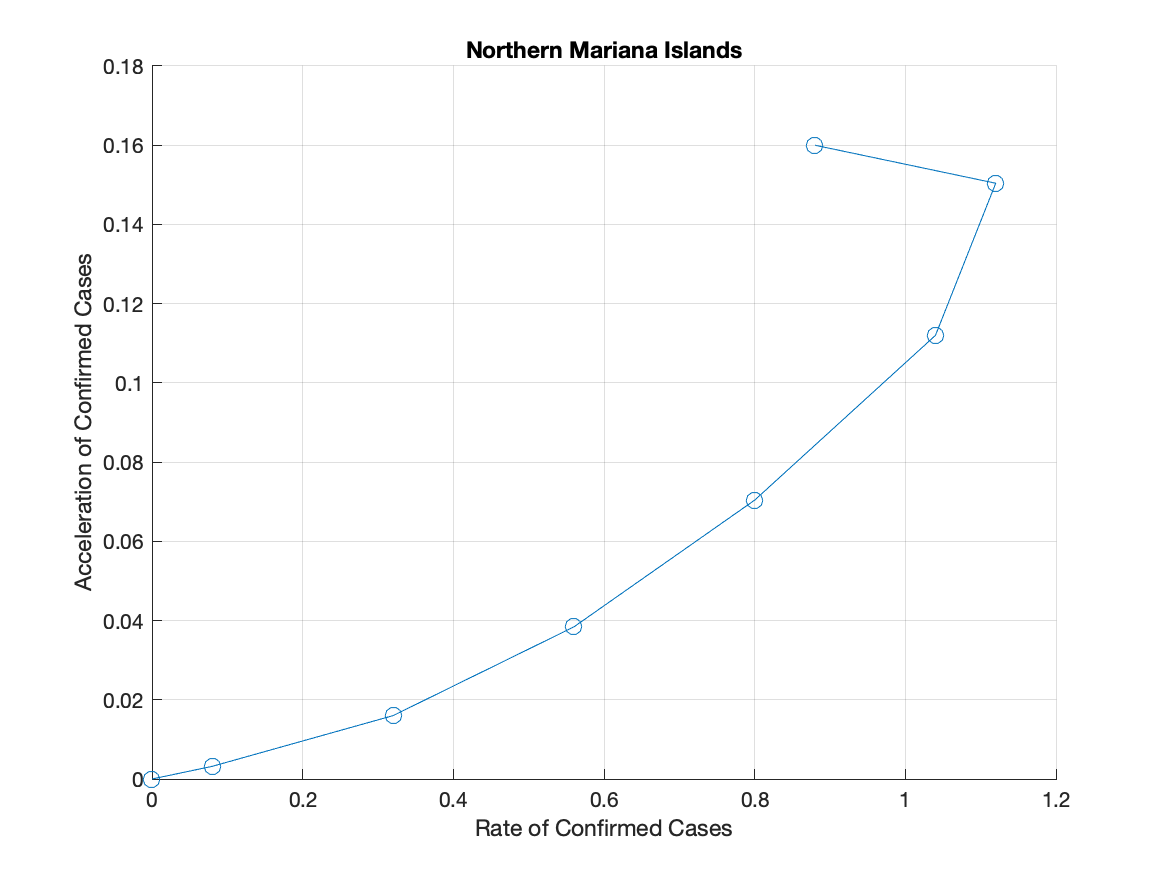 Northern Mariana Islands
0.18
0.16
0.14
0.12
0.1
0.08
0.06
0.04
0.02
0
Acceleration of Confirmed Cases
0 0.2 0.4 0.6 0.8 1 1.2
Rate of Confirmed Cases